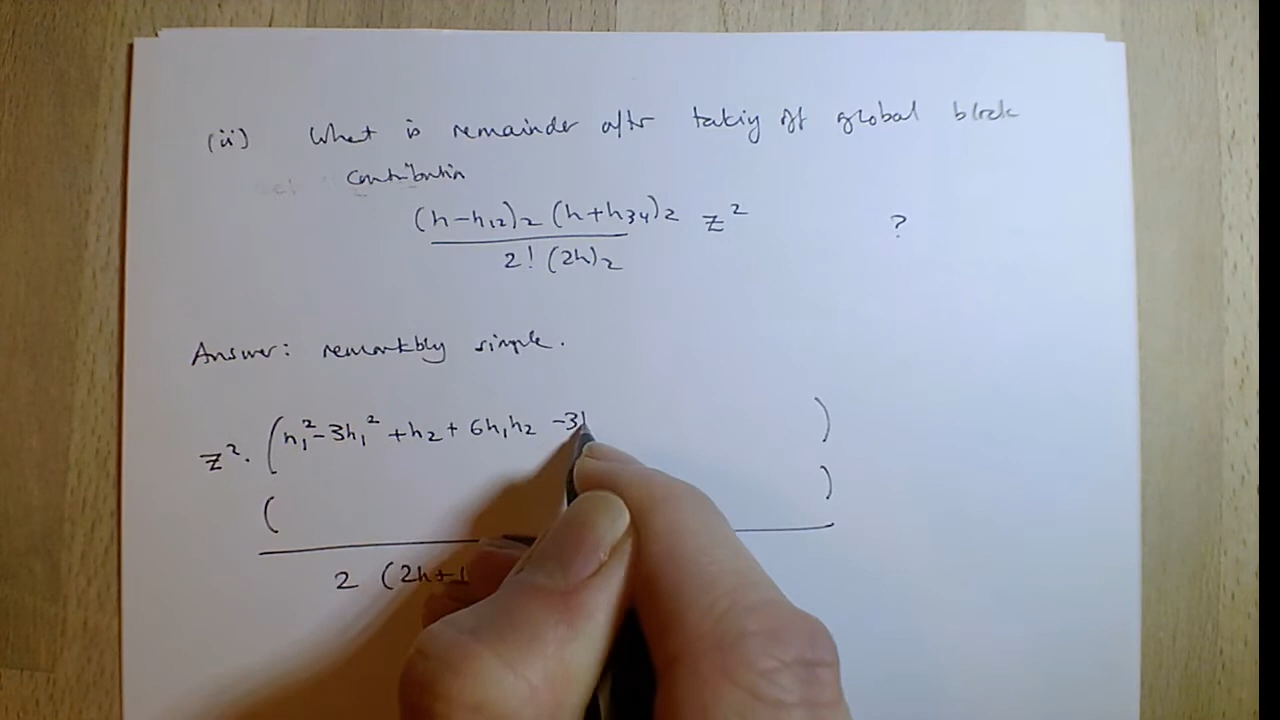 (ii) What is remainder after taking off global block
contribution
(h-h₁₂)₂ (h+h₃₄)₂ z²
2! (2h)₂
?
Answer: remarkably simple.
z². (h₁²-3h₁² +h₂ + 6h₁h₂ -3h )
( )
2 (2h+1